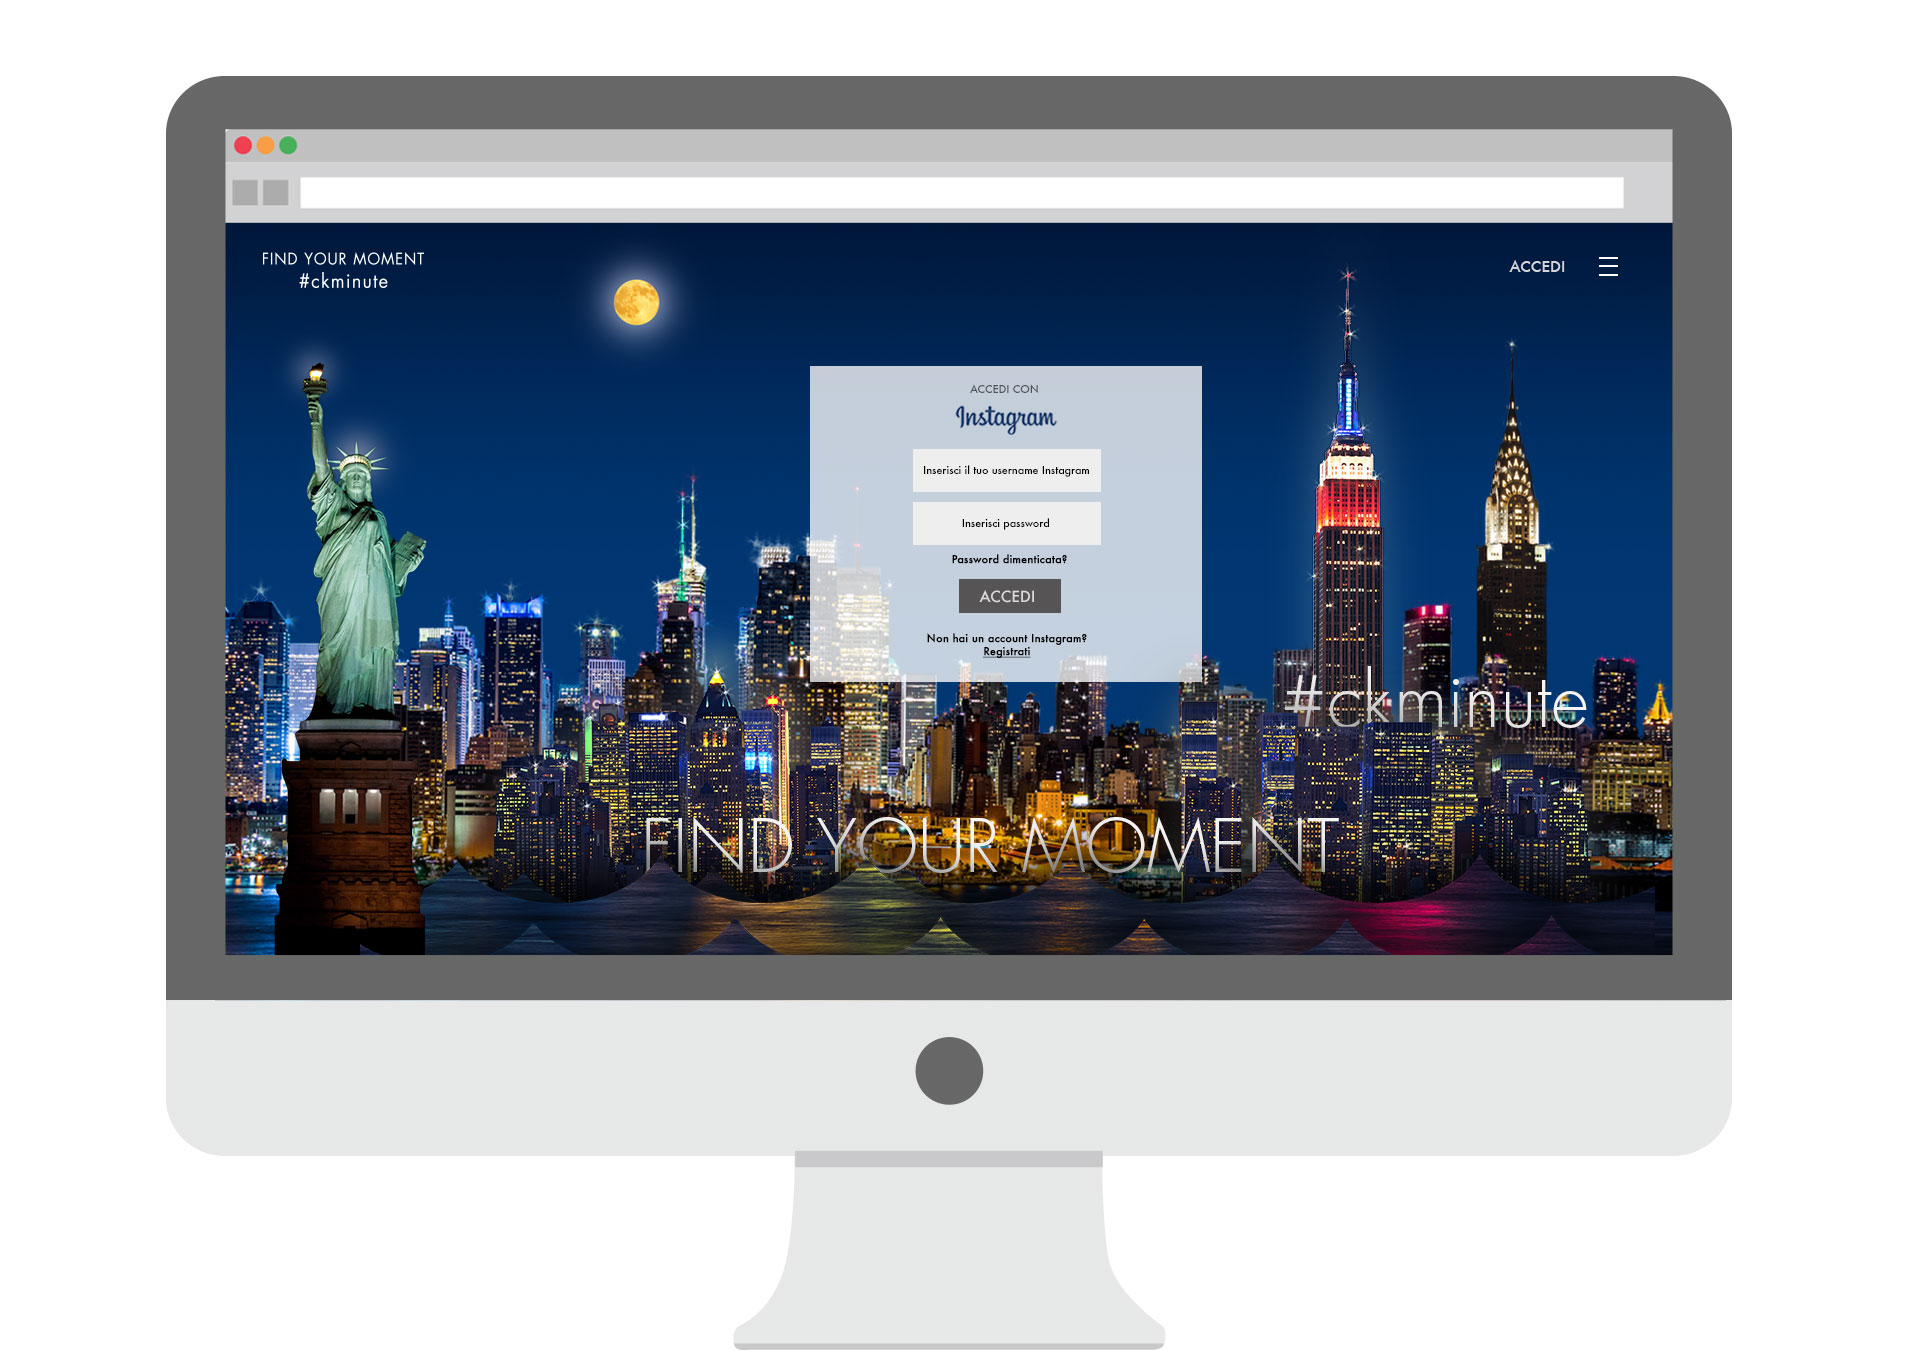 FIND YOUR MOMENT
#ckminute
ACCEDI
ACCEDI CON
Instagram
Inserisci il tuo username Instagram
Inserisci password
Password dimenticata?
ACCEDI
Non hai un account Instagram?
Registrati
#ckminute
FIND YOUR MOMENT